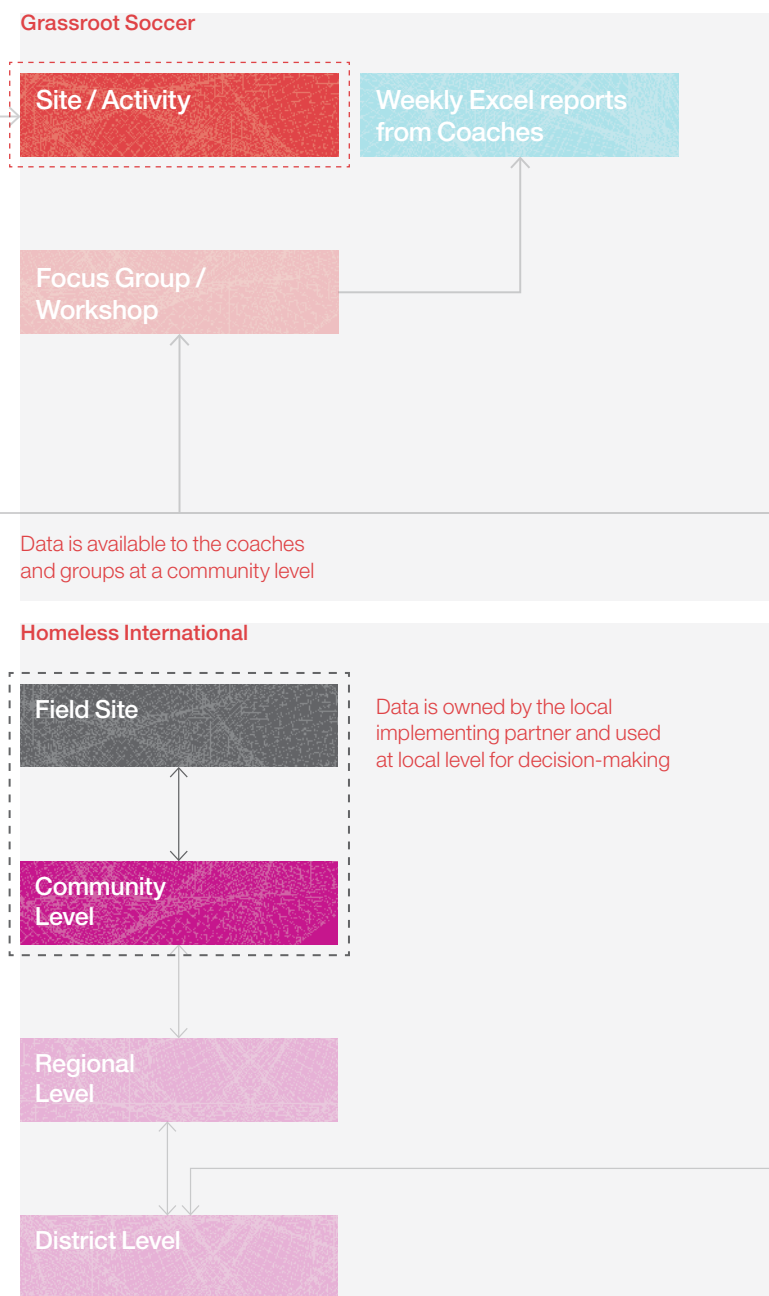 Grassroot Soccer
Site / Activity
Weekly Excel reports
from Coaches
Focus Group /
Workshop
Data is available to the coaches
and groups at a community level
Homeless International
Field Site
Data is owned by the local
implementing partner and used
at local level for decision-making
Community
Level
Regional
Level
District Level